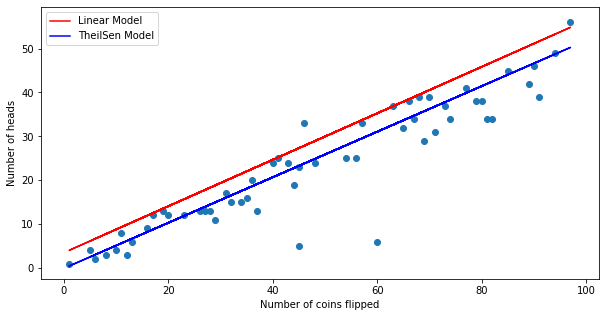 Linear Model
TheilSen Model
Number of heads
50
40
30
20
10
0
0 20 40 60 80 100
Number of coins flipped